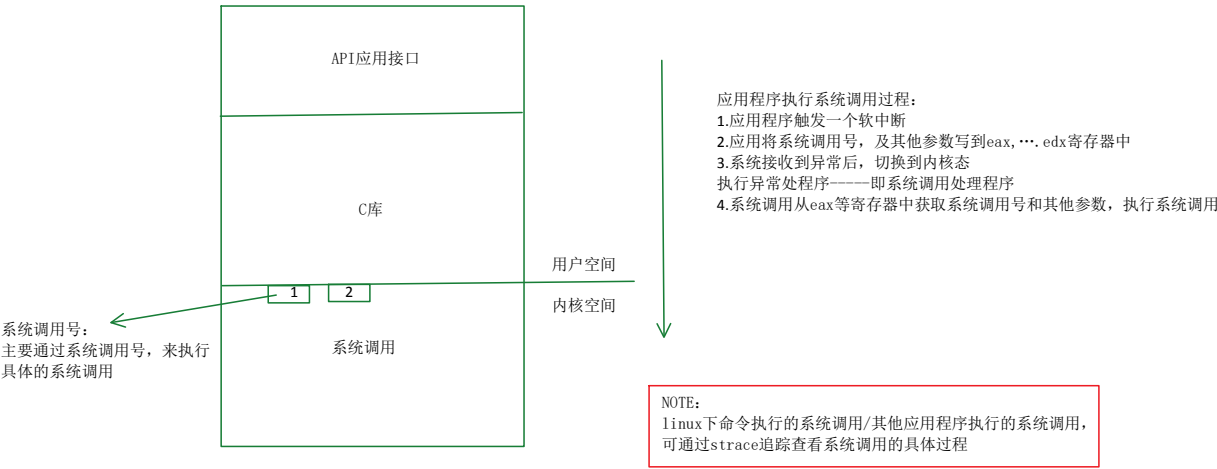 API应用接口
C库
用户空间
1 2
内核空间
系统调用
系统调用号:
主要通过系统调用号，来执行
具体的系统调用
应用程序执行系统调用过程:
1.应用程序触发一个软中断
2.应用将系统调用号，及其他参数写到eax,….edx寄存器中
3.系统接收到异常后，切换到内核态
执行异常处程序-----即系统调用处理程序
4.系统调用从eax等寄存器中获取系统调用号和其他参数，执行系统调用
NOTE:
linux下命令执行的系统调用/其他应用程序执行的系统调用，
可通过strace追踪查看系统调用的具体过程